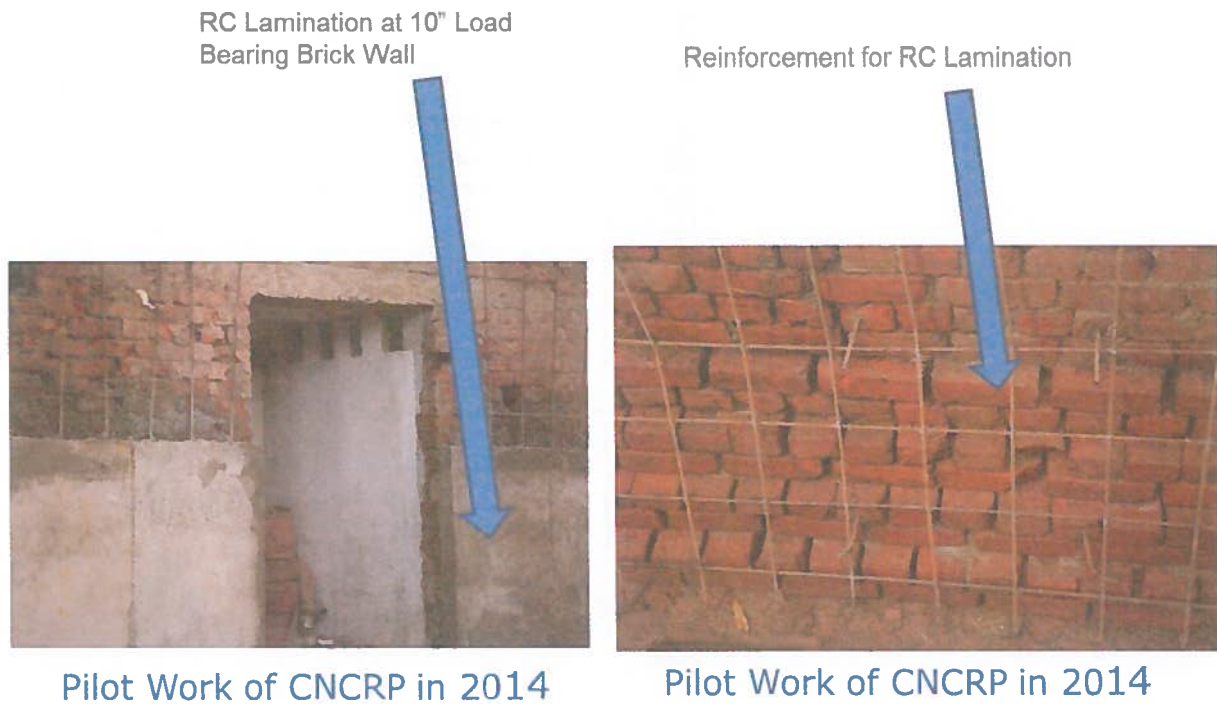 RC Lamination at 10" Load
Bearing Brick Wall
Reinforcement for RC Lamination
Pilot Work of CNCRP in 2014
Pilot Work of CNCRP in 2014